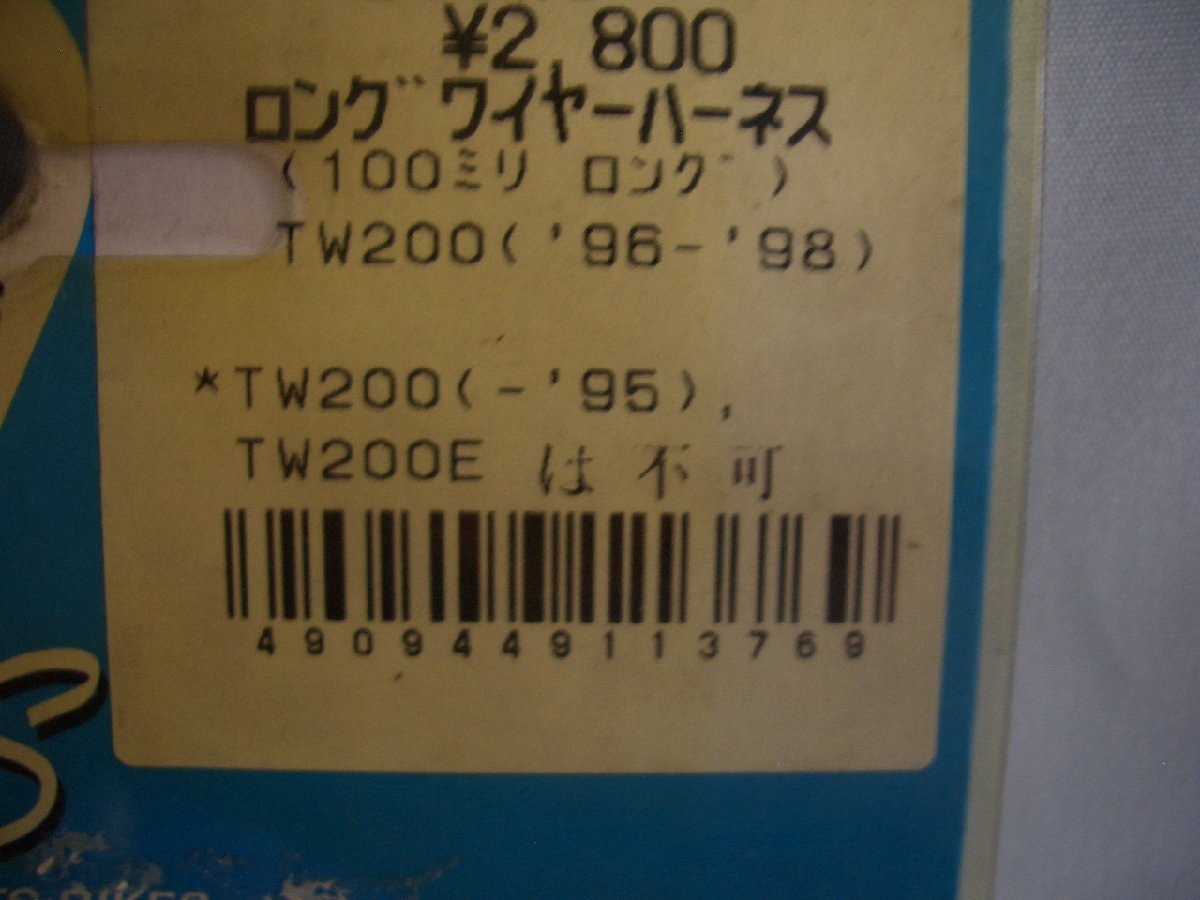 ¥2,800
ロング ワイヤーハーネス
(100ミリ ロング)
TW200('96-'98)
*TW200(-'95),
TW200E は不可
4909449113769
BIKES